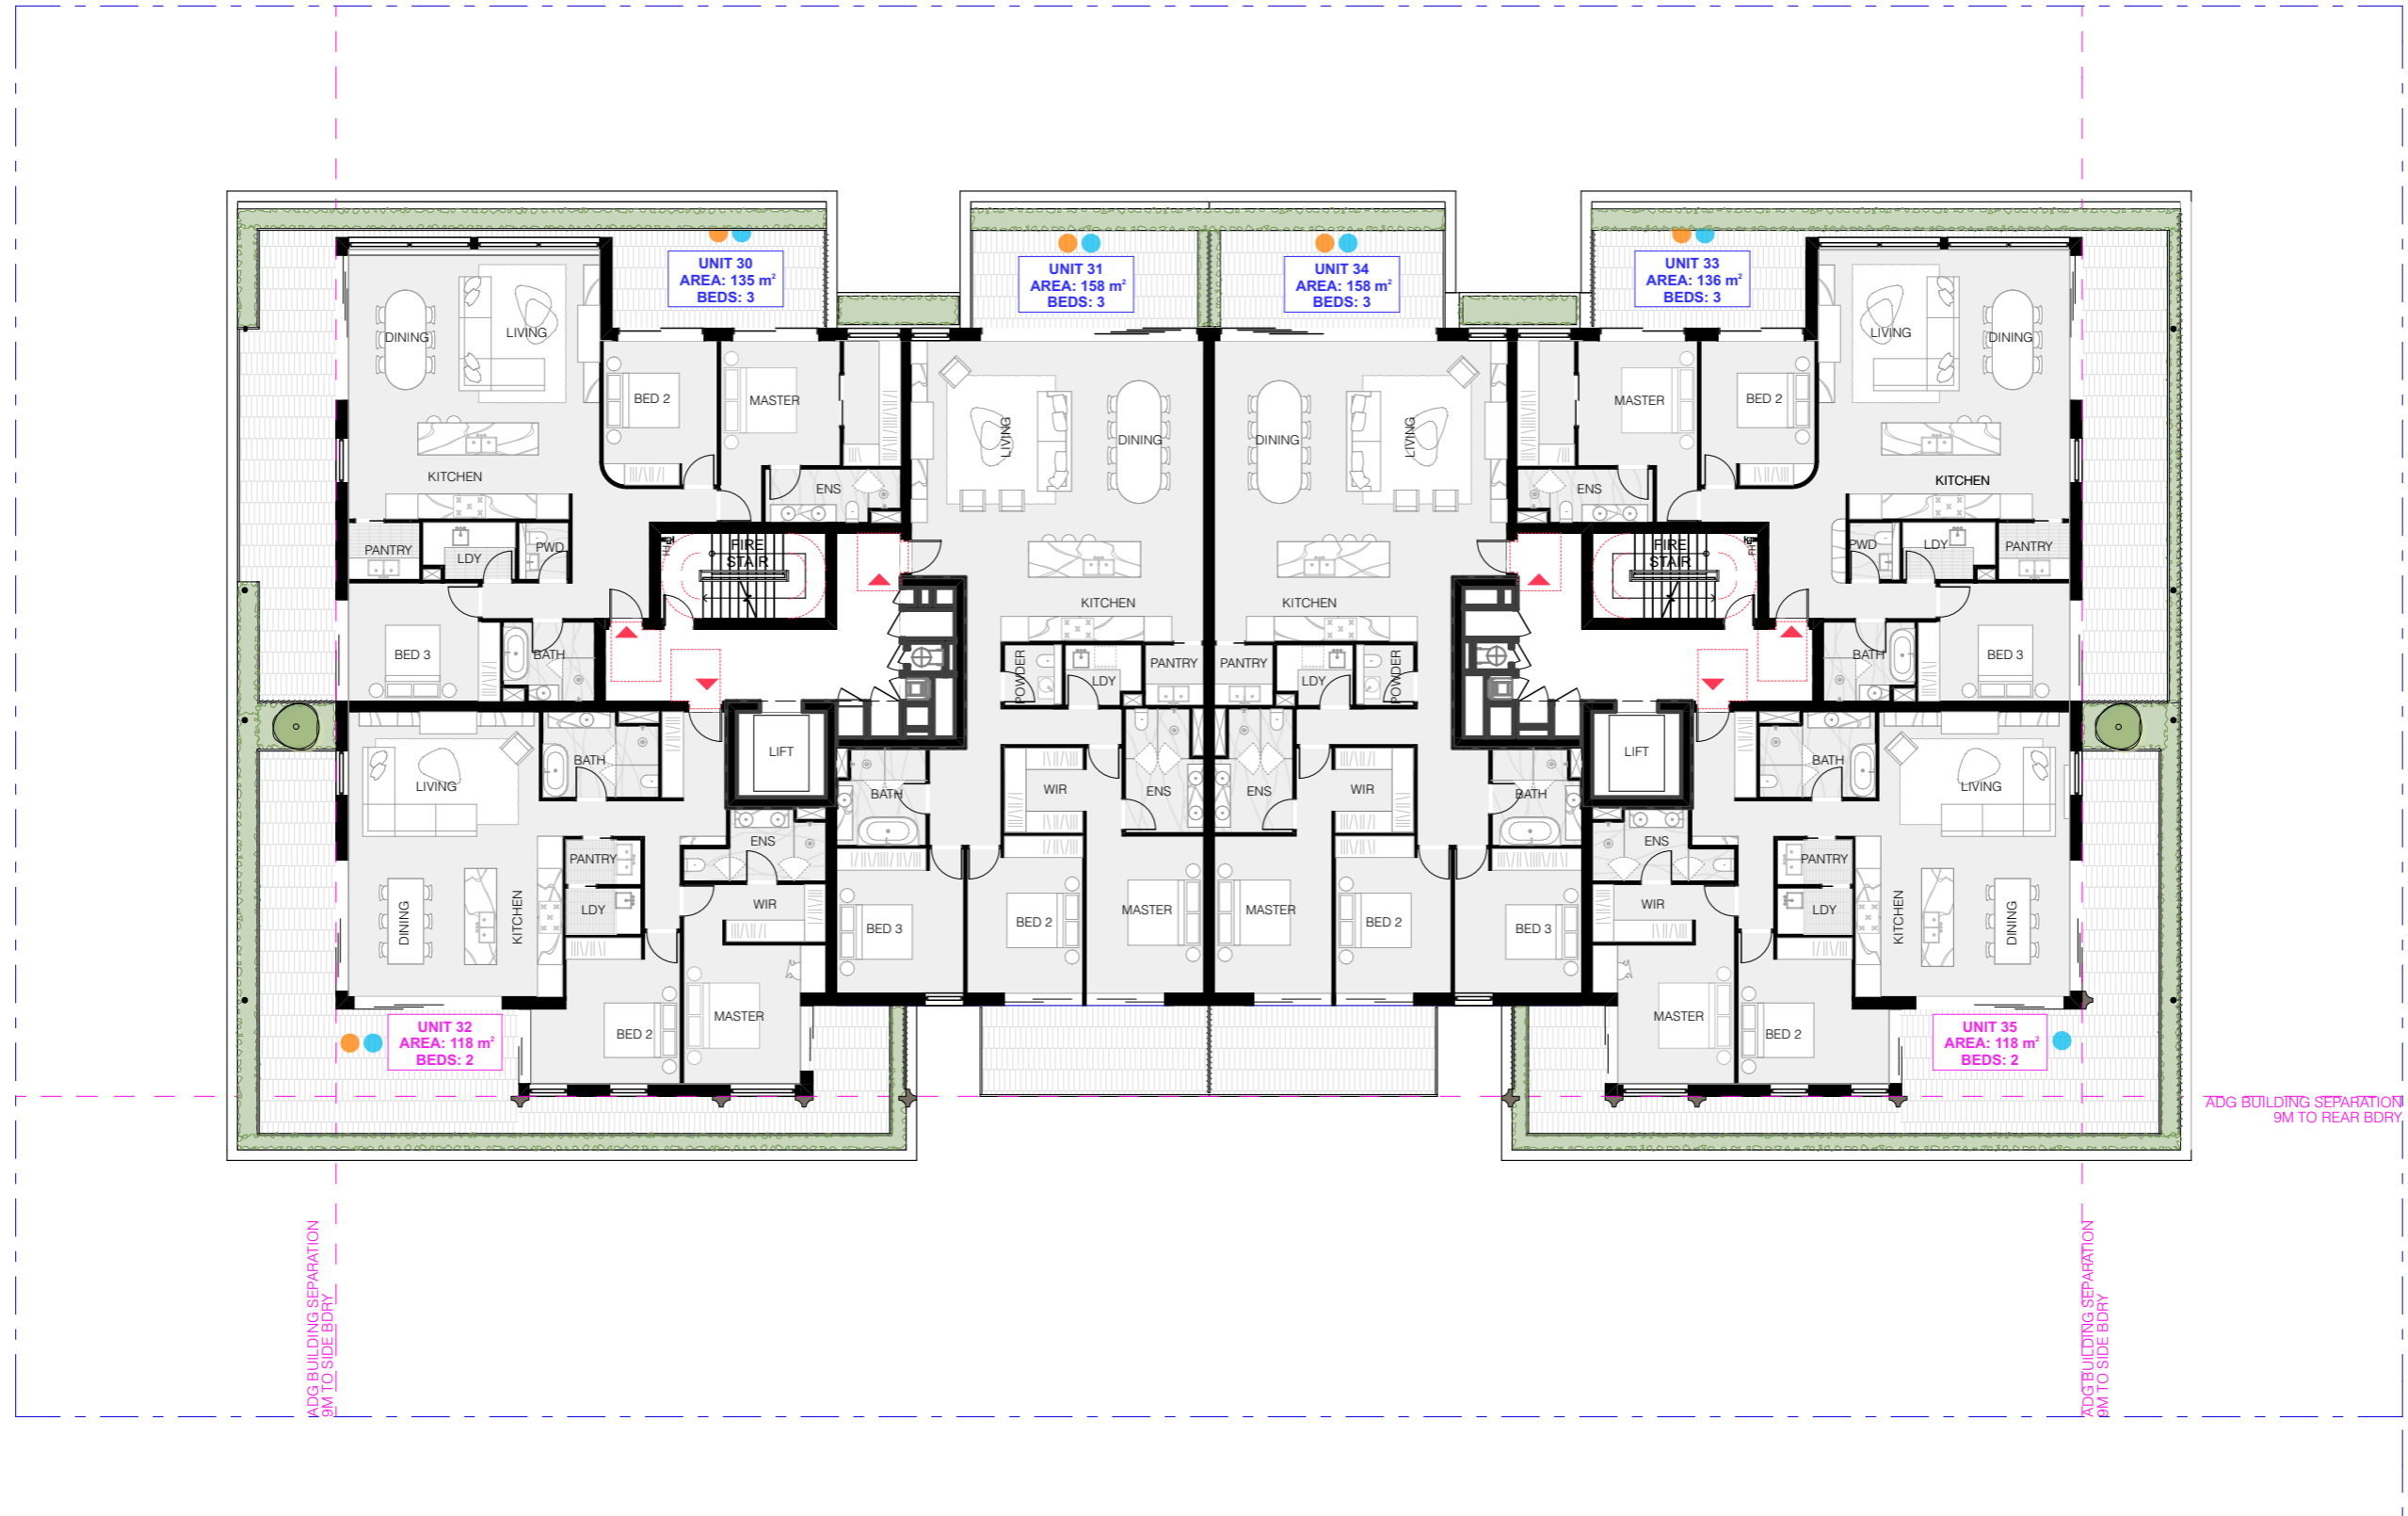 UNIT 30
AREA: 135 m²
BEDS: 3
UNIT 31
AREA: 158 m²
BEDS: 3
UNIT 34
AREA: 158 m²
BEDS: 3
UNIT 33
AREA: 136 m²
BEDS: 3
DINING
LIVING
BED 2
MASTER
KITCHEN
ENS
PANTRY
LDY
PWD
BED 3
BATH
FIRE
STAIR
LIVING
DINING
KITCHEN
POWDER
LDY
PANTRY
BATH
WIR
ENS
BED 3
BED 2
MASTER
DINING
LIVING
KITCHEN
PANTRY
LDY
POWDER
ENS
WIR
BATH
MASTER
BED 2
BED 3
MASTER
BED 2
LIVING
DINING
ENS
KITCHEN
FIRE
STAIR
PWD
LDY
PANTRY
BATH
BED 3
LIVING
BATH
LIFT
PANTRY
ENS
LDY
WIR
DINING
KITCHEN
BED 2
MASTER
UNIT 32
AREA: 118 m²
BEDS: 2
LIFT
BATH
LIVING
ENS
PANTRY
WIR
LDY
KITCHEN
DINING
MASTER
BED 2
UNIT 35
AREA: 118 m²
BEDS: 2
ADG BUILDING SEPARATION
9M TO REAR BDRY
ADG BUILDING SEPARATION
9M TO SIDE BDRY
ADG BUILDING SEPARATION
9M TO SIDE BDRY